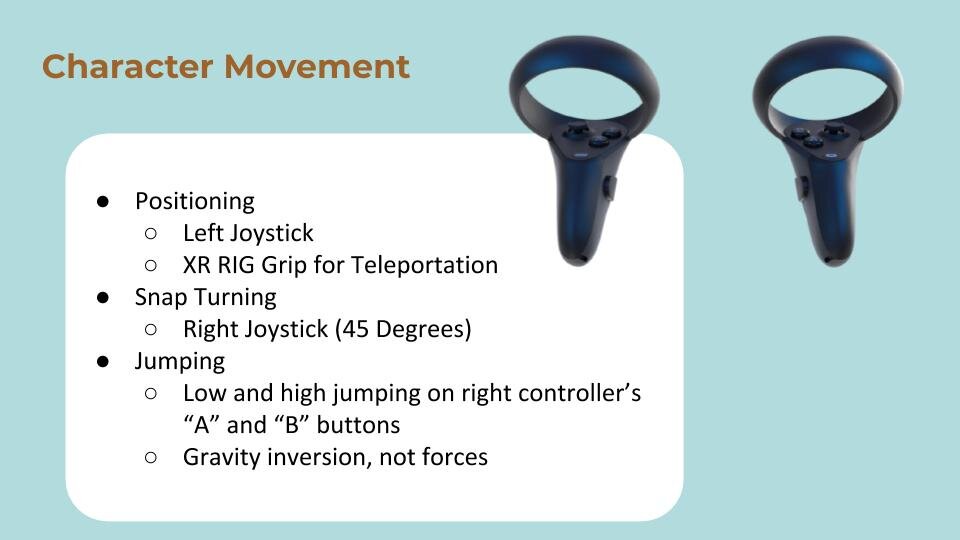 Character Movement
● Positioning
○ Left Joystick
○ XR RIG Grip for Teleportation
● Snap Turning
○ Right Joystick (45 Degrees)
● Jumping
○ Low and high jumping on right controller’s
“A” and “B” buttons
○ Gravity inversion, not forces